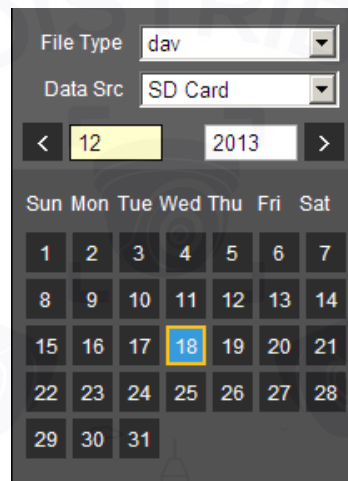 File Type dav
Data Src SD Card
< 12 2013 >
Sun Mon Tue Wed Thu Fri Sat
1 2 3 4 5 6 7
8 9 10 11 12 13 14
15 16 17 18 19 20 21
22 23 24 25 26 27 28
29 30 31